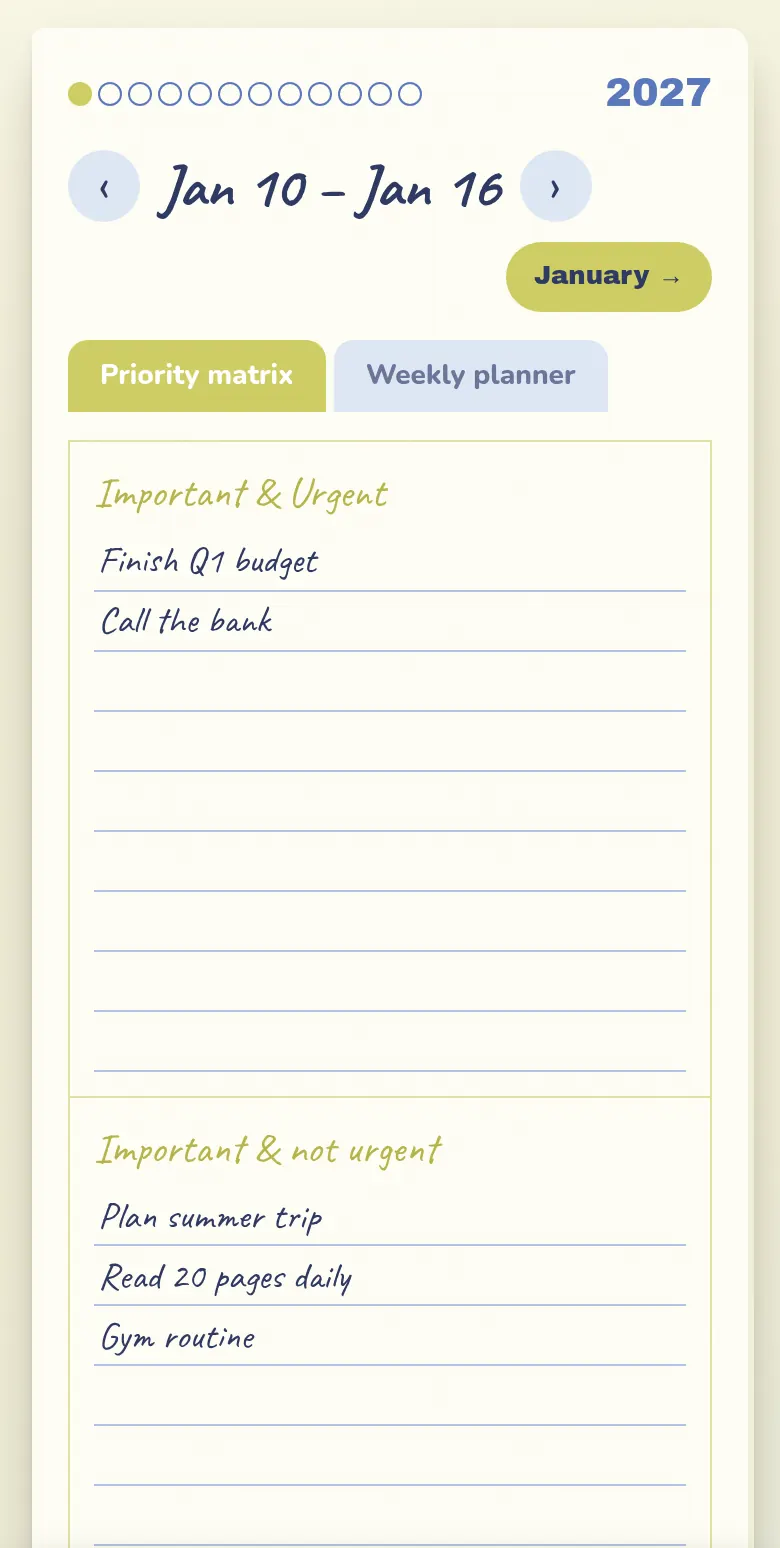 2027
‹ Jan 10 – Jan 16 ›
January →
Priority matrix Weekly planner
Important & Urgent
Finish Q1 budget
Call the bank
Important & not urgent
Plan summer trip
Read 20 pages daily
Gym routine